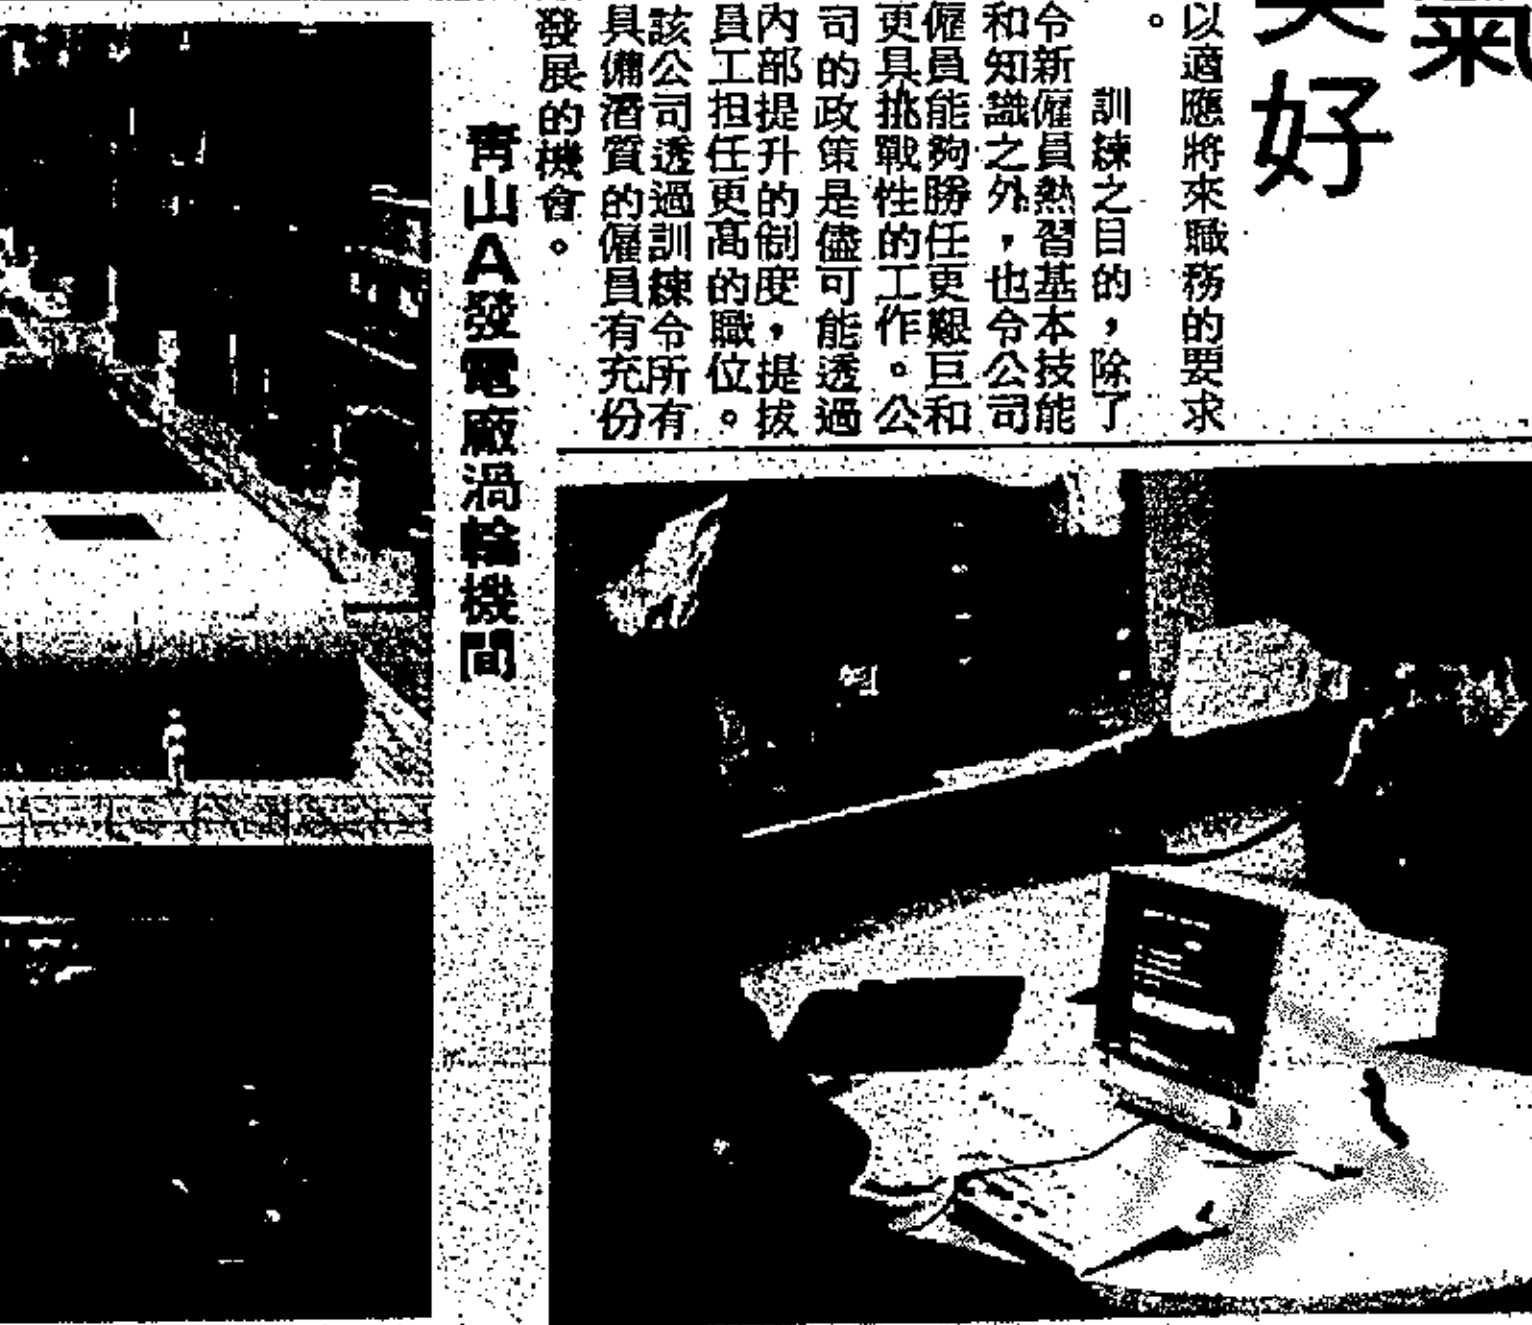 氣
好
以適應將來職務的要求
。
訓練之目的，除了
令新僱員熱習基本技能
和知識之外，也令公司
僱員能夠勝任更艱巨和
更具挑戰性的工作。公
司的政策是儘可能透過
內部提升的制度，提拔
員工担任更高的職位。
該公司透過訓練令所有
具備潛質的僱員有充份
發展的機會。
青山A發電廠渦輪機間